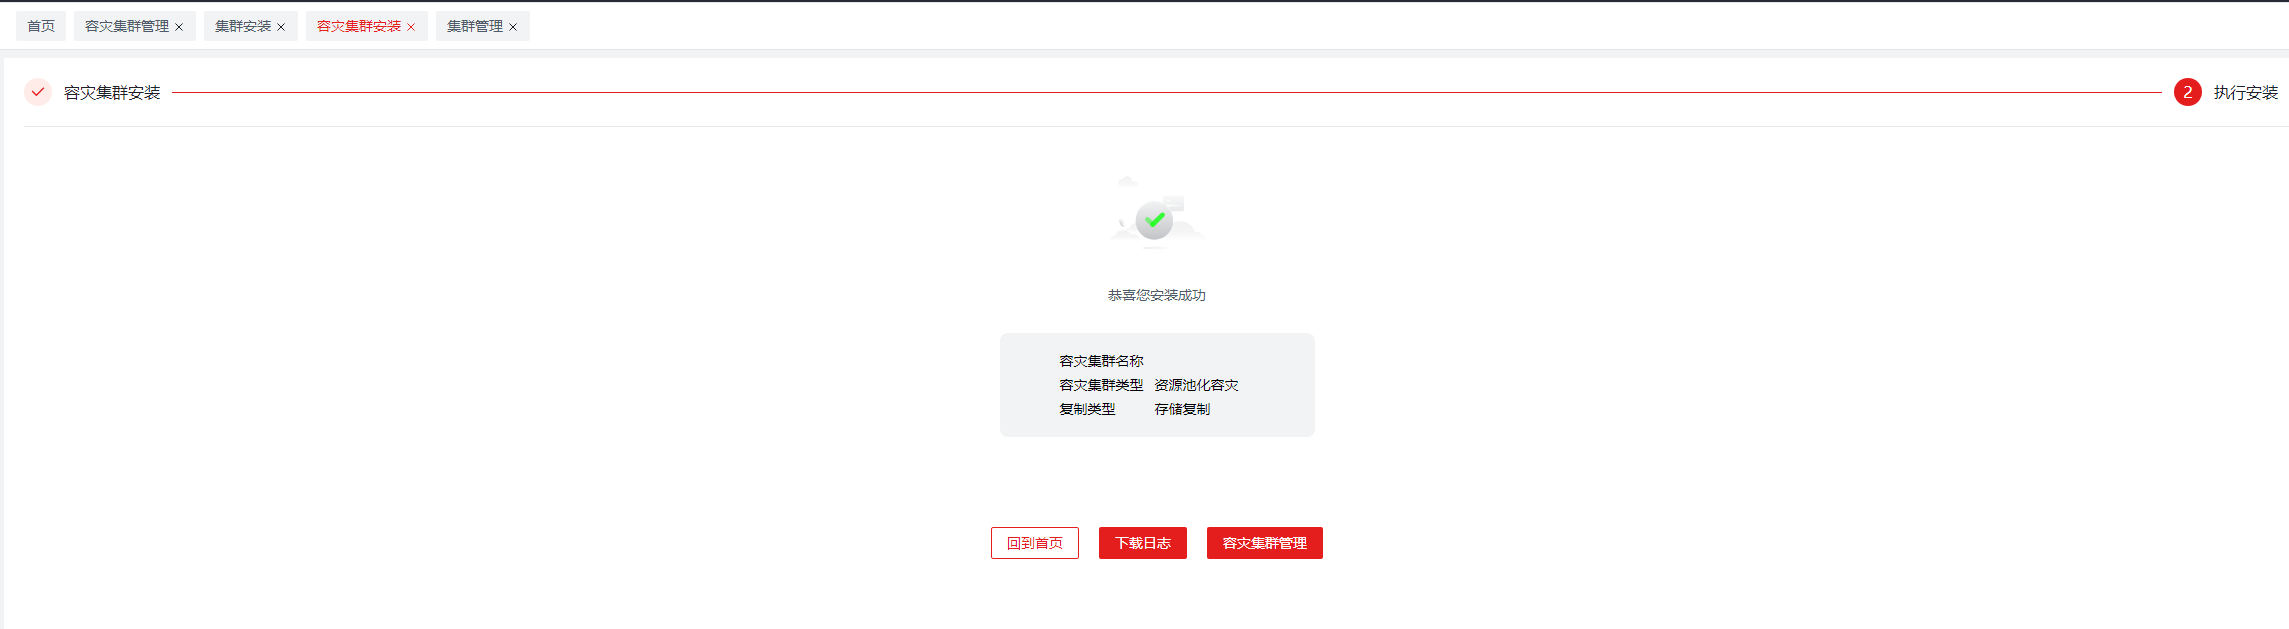 首页 容灾集群管理 集群安装 容灾集群安装 集群管理
容灾集群安装 2 执行安装
恭喜您安装成功
容灾集群名称
容灾集群类型 资源池化容灾
复制类型 存储复制
回到首页 下载日志 容灾集群管理